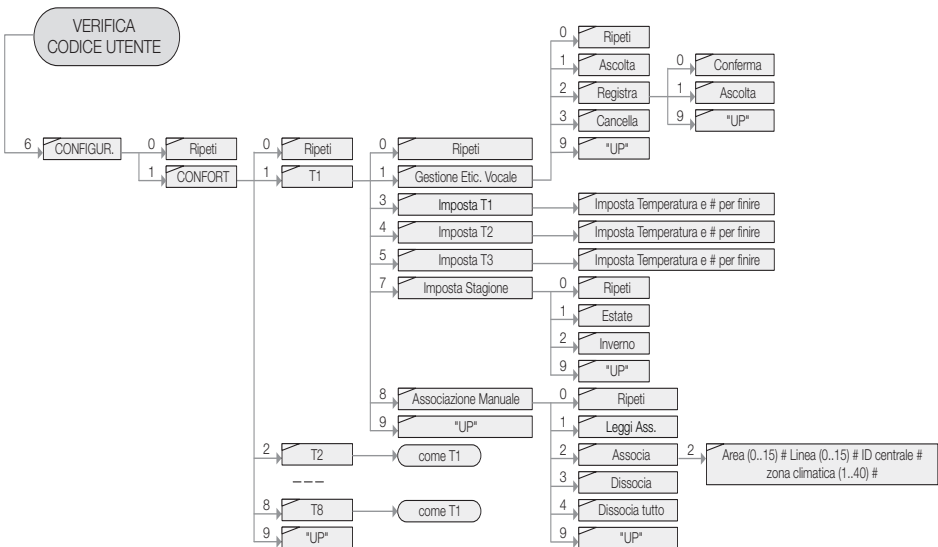 VERIFICA
CODICE UTENTE
6 CONFIGUR.
0 Ripeti
1 CONFORT
0 Ripeti
1 T1
2 T2
come T1
---
8 T8
come T1
9 "UP"
0 Ripeti
1 Gestione Etic. Vocale
3 Imposta T1
Imposta Temperatura e # per finire
4 Imposta T2
Imposta Temperatura e # per finire
5 Imposta T3
Imposta Temperatura e # per finire
7 Imposta Stagione
8 Associazione Manuale
9 "UP"
0 Ripeti
1 Ascolta
2 Registra
3 Cancella
9 "UP"
0 Conferma
1 Ascolta
9 "UP"
0 Ripeti
1 Estate
2 Inverno
9 "UP"
0 Ripeti
1 Leggi Ass.
2 Associa
2 Area (0..15) # Linea (0..15) # ID centrale #
zona climatica (1..40) #
3 Dissocia
4 Dissocia tutto
9 "UP"